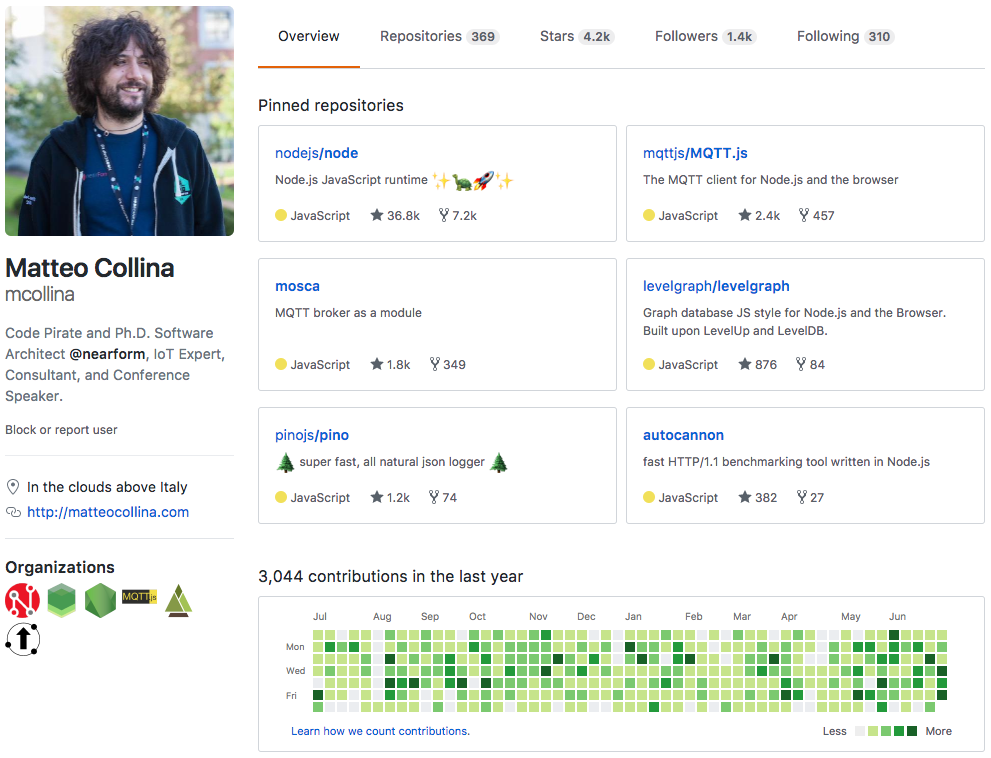 Overview
Repositories 369
Stars 4.2k
Followers 1.4k
Following 310
Matteo Collina
mcollina
Code Pirate and Ph.D. Software
Architect @nearform, IoT Expert,
Consultant, and Conference
Speaker.
Block or report user
In the clouds above Italy
http://matteocollina.com
Organizations
MQTT js
Pinned repositories
nodejs/node
Node.js JavaScript runtime ✨🐢🚀✨
JavaScript 36.8k 7.2k
mqttjs/MQTT.js
The MQTT client for Node.js and the browser
JavaScript 2.4k 457
mosca
MQTT broker as a module
JavaScript 1.8k 349
levelgraph/levelgraph
Graph database JS style for Node.js and the Browser.
Built upon LevelUp and LevelDB.
JavaScript 876 84
pinojs/pino
🌲 super fast, all natural json logger 🌲
JavaScript 1.2k 74
autocannon
fast HTTP/1.1 benchmarking tool written in Node.js
JavaScript 382 27
3,044 contributions in the last year
Jul Aug Sep Oct Nov Dec Jan Feb Mar Apr May Jun
Mon
Wed
Fri
Learn how we count contributions.
Less More